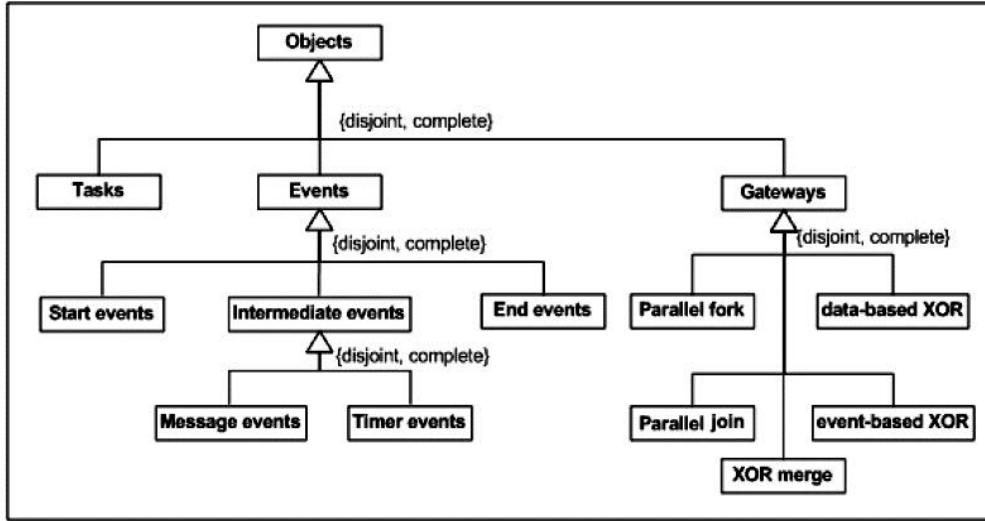 Objects
{disjoint, complete}
Tasks
Events
Gateways
{disjoint, complete}
{disjoint, complete}
Start events
Intermediate events
End events
Parallel fork
data-based XOR
{disjoint, complete}
Message events
Timer events
Parallel join
event-based XOR
XOR merge